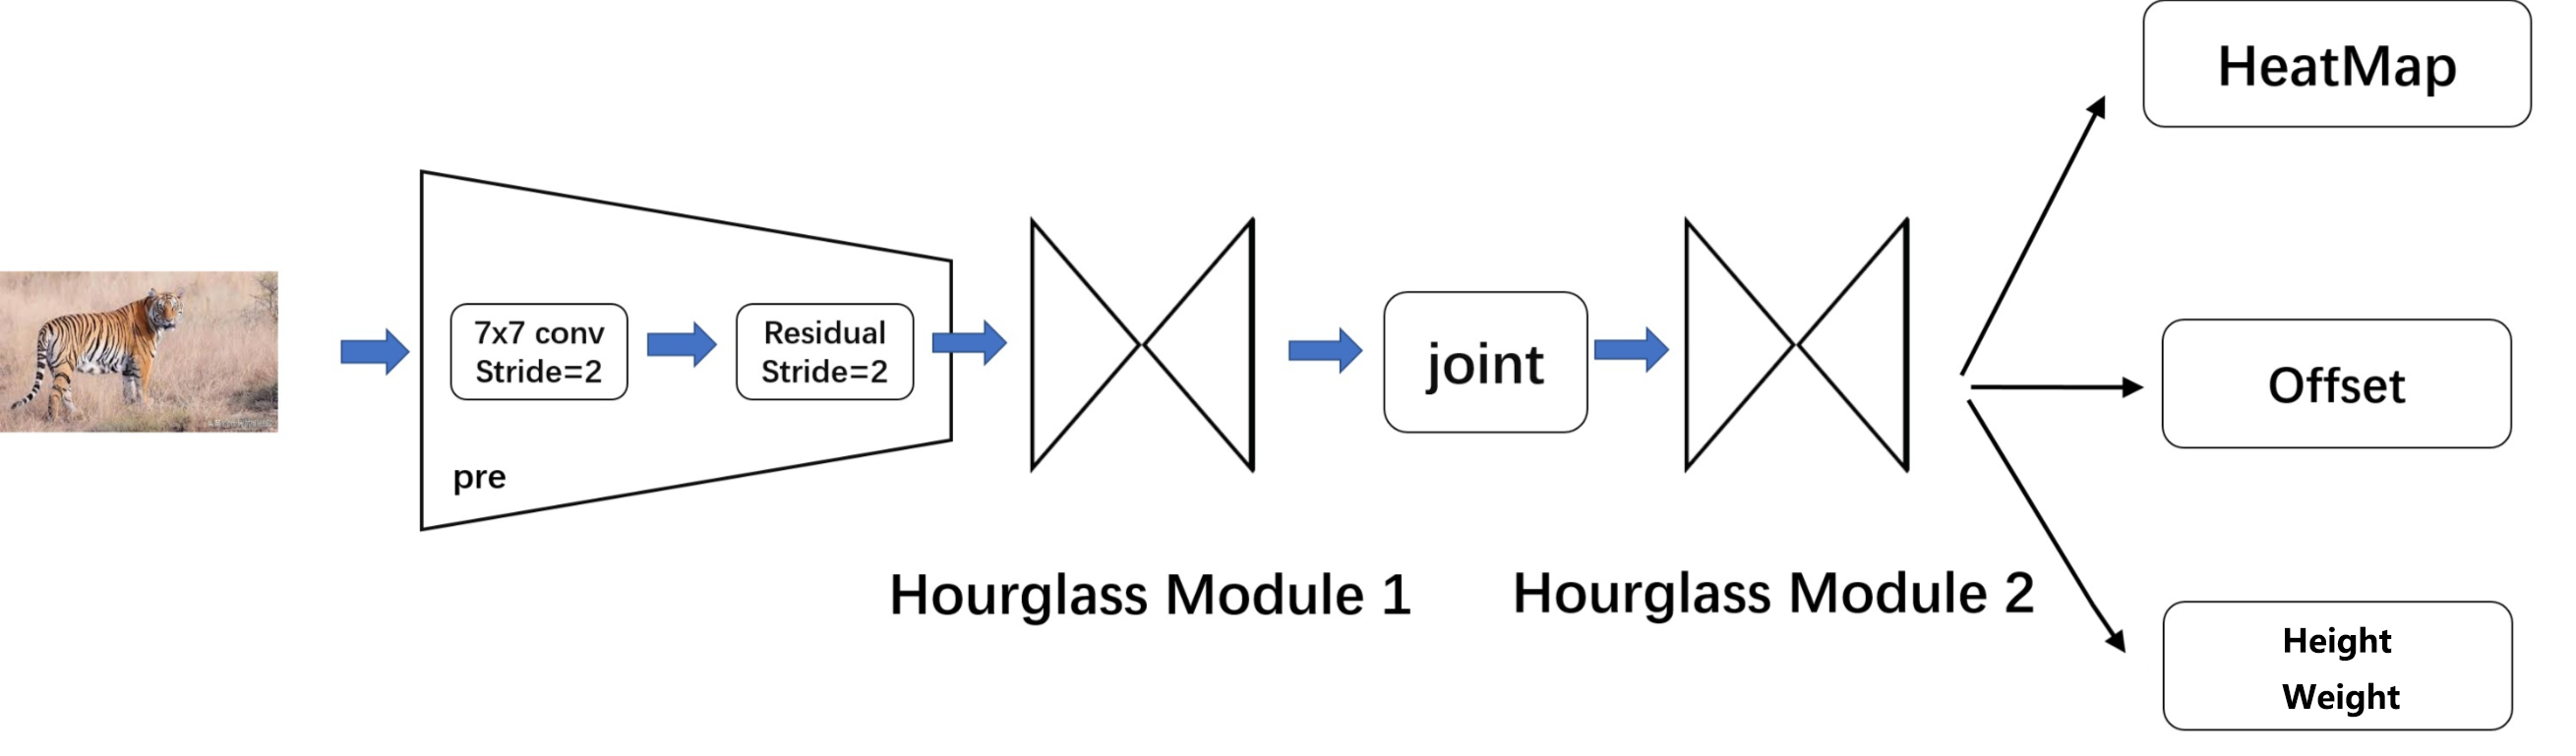 7x7 conv
Stride=2
Residual
Stride=2
pre
Hourglass Module 1
joint
Hourglass Module 2
HeatMap
Offset
Height
Weight